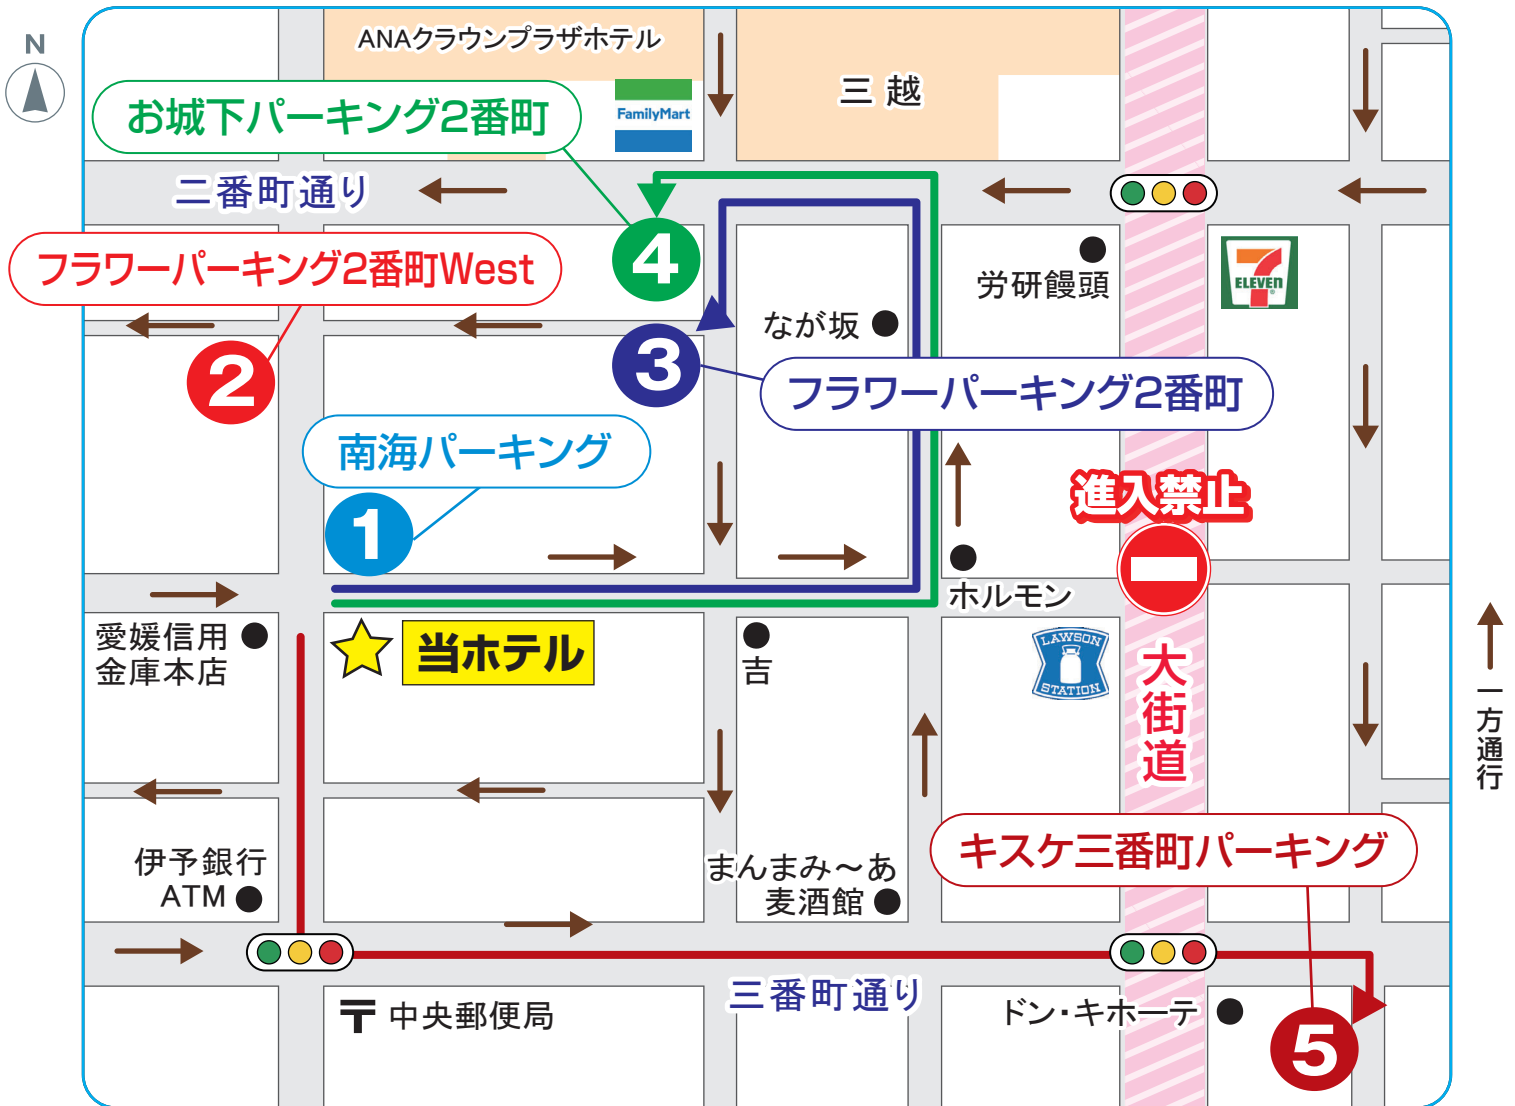 N
ANAクラウンプラザホテル
三越
FamilyMart
お城下パーキング2番町
二番町通り
4
フラワーパーキング2番町West
労研饅頭
7
ELEVEN
なが坂
2
3
フラワーパーキング2番町
南海パーキング
1
進入禁止
ホルモン
愛媛信用
金庫本店
当ホテル
吉
LAWSON
STATION
大街道
一方通行
伊予銀行
ATM
まんまみ～あ
麦酒館
キスケ三番町パーキング
三番町通り
〒中央郵便局
ドン・キホーテ
5